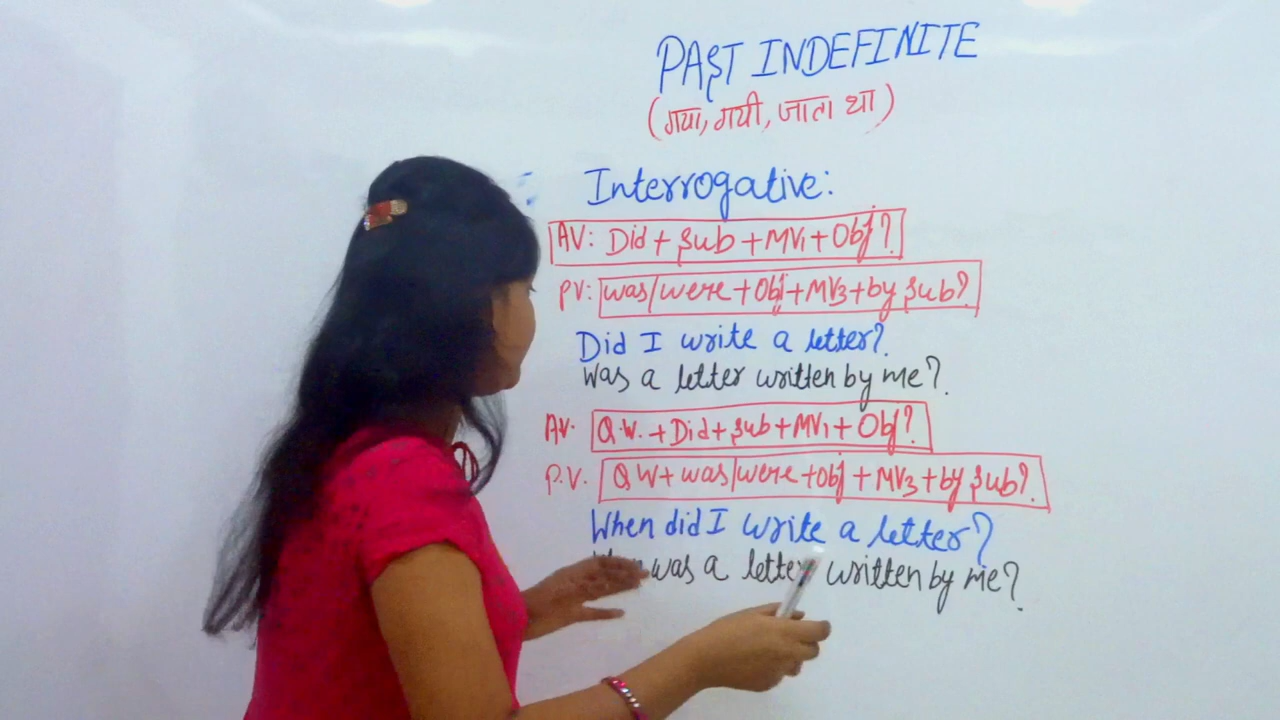 PAST INDEFINITE
(गया, गयी, जाता था)
Interrogative:
AV: Did + Sub + MV1 + Obj?
PV: was/were + Obj + MV3 + by Sub?
Did I write a letter?
Was a letter written by me?
AV. Q.W. + Did + Sub + MV1 + Obj?
P.V. QW + was/were + Obj + MV3 + by Sub?
When did I write a letter?
was a letter written by me?